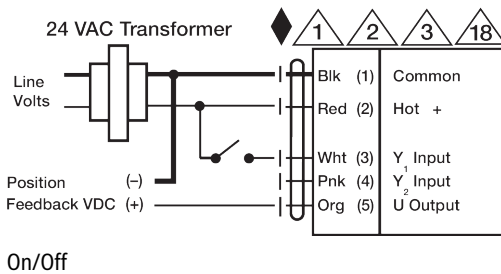 24 VAC Transformer
1 2 3 18
Line
Volts
Blk (1) Common
Red (2) Hot +
Wht (3) Y1 Input
Pnk (4) Y2 Input
Org (5) U Output
Position (–)
Feedback VDC (+)
On/Off